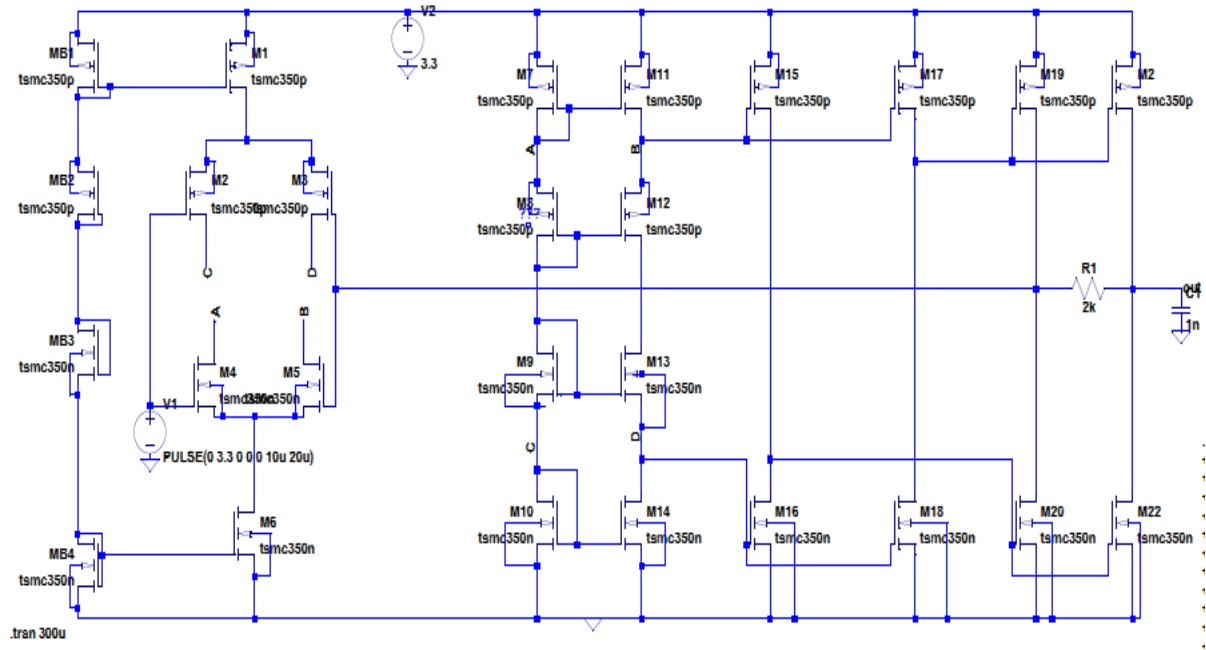 V2
3.3
MB1
tsmc350p
M1
tsmc350p
M7
tsmc350p
M11
tsmc350p
M15
tsmc350p
M17
tsmc350p
M19
tsmc350p
M2
tsmc350p
A
B
MB2
tsmc350p
M2
M3
tsmc350p
M8
M12
tsmc350p
C
D
R1
2k
out
C1
1n
A
B
MB3
tsmc350n
M4
M5
M9
tsmc350n
M13
tsmc350n
V1
PULSE(0 3.3 0 0 0 10u 20u)
C
D
M6
tsmc350n
M10
tsmc350n
M14
tsmc350n
M16
tsmc350n
M18
tsmc350n
M20
tsmc350n
M22
tsmc350n
MB4
tsmc350n
.tran 300u